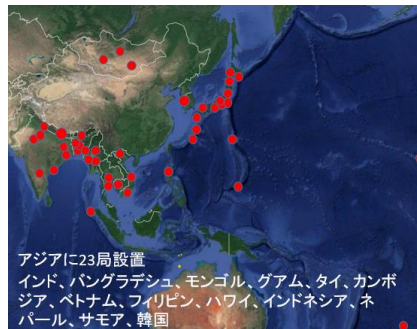 アジアに23局設置
インド、バングラデシュ、モンゴル、グアム、タイ、カンボ
ジア、ベトナム、フィリピン、ハワイ、インドネシア、ネ
パール、サモア、韓国